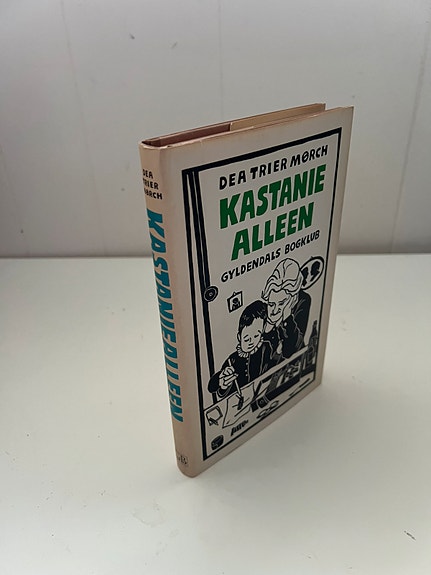 DEA TRIER MØRCH
KASTANIE
ALLEEN
GYLDENDALS BOGKLUB
DEA
TRIER
MØRCH
KASTANIEALLEEN